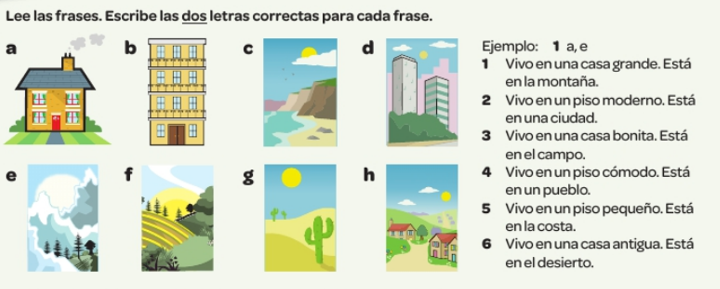 Lee las frases. Escribe las dos letras correctas para cada frase.
a
b
c
d
e
f
g
h
Ejemplo: 1 a, e
1 Vivo en una casa grande. Está
en la montaña.
2 Vivo en un piso moderno. Está
en una ciudad.
3 Vivo en una casa bonita. Está
en el campo.
4 Vivo en un piso cómodo. Está
en un pueblo.
5 Vivo en un piso pequeño. Está
en la costa.
6 Vivo en una casa antigua. Está
en el desierto.